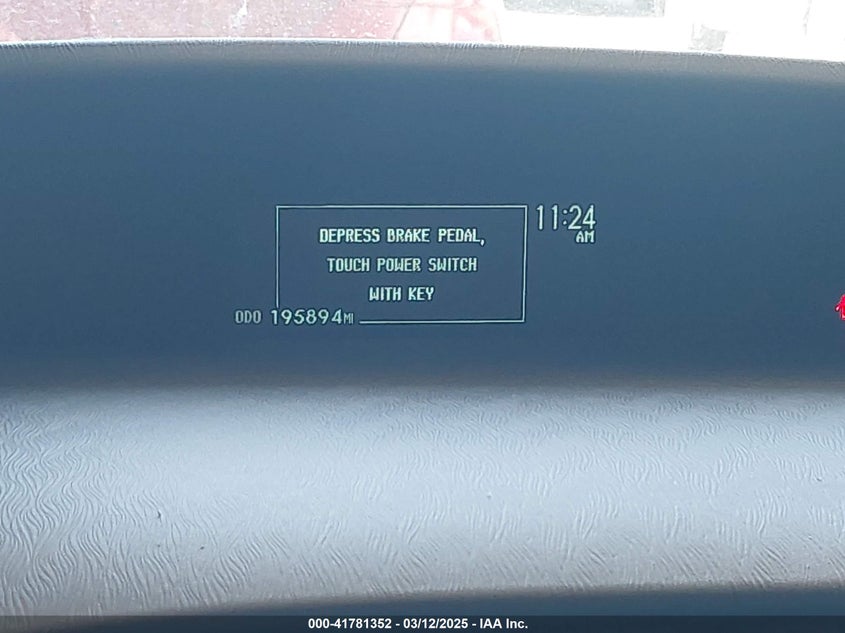 DEPRESS BRAKE PEDAL,
TOUCH POWER SWITCH
WITH KEY
11:24
AM
ODO 195894MI
000-41781352 - 03/12/2025 - IAA Inc.